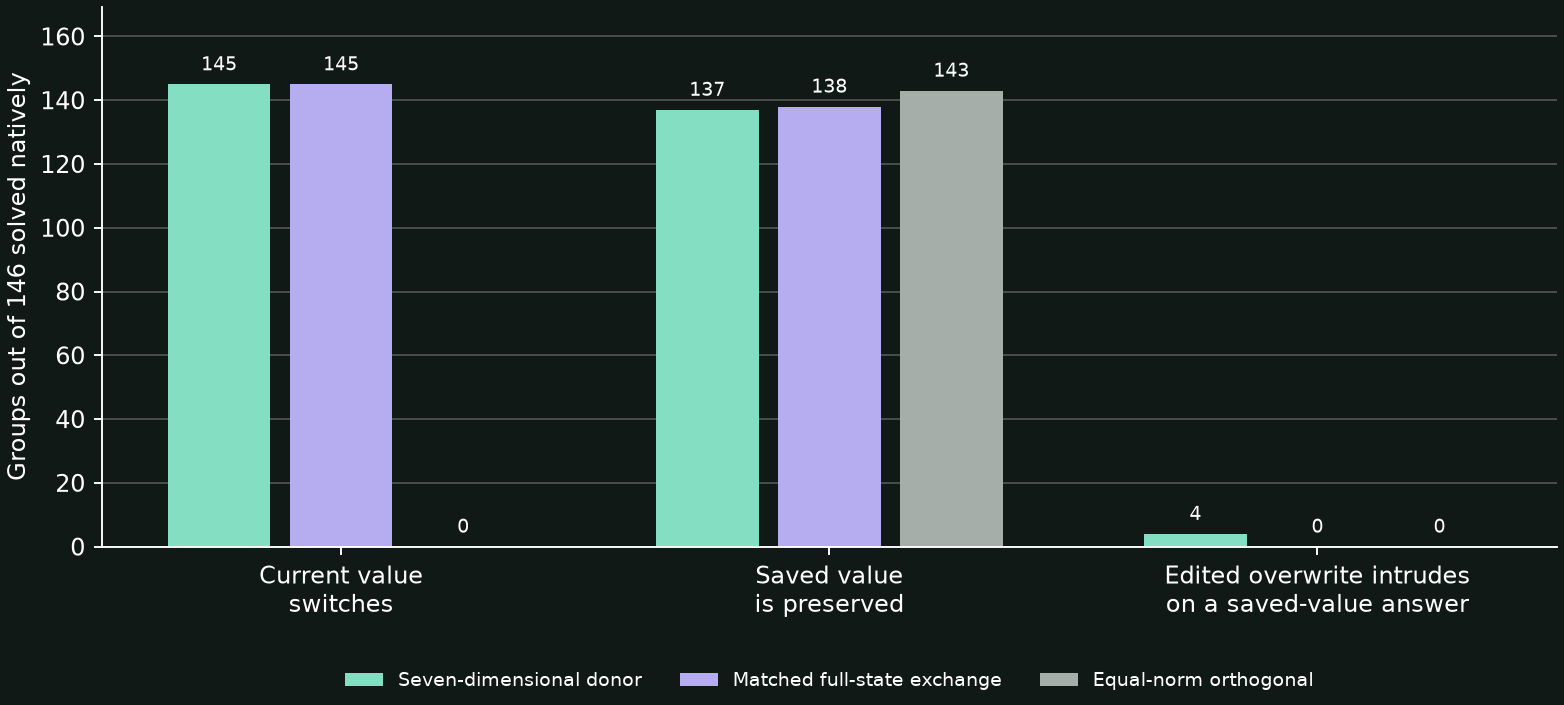 Groups out of 146 solved natively
160
140
120
100
80
60
40
20
0
145
145
0
137
138
143
4
0
0
Current value
switches
Saved value
is preserved
Edited overwrite intrudes
on a saved-value answer
Seven-dimensional donor
Matched full-state exchange
Equal-norm orthogonal